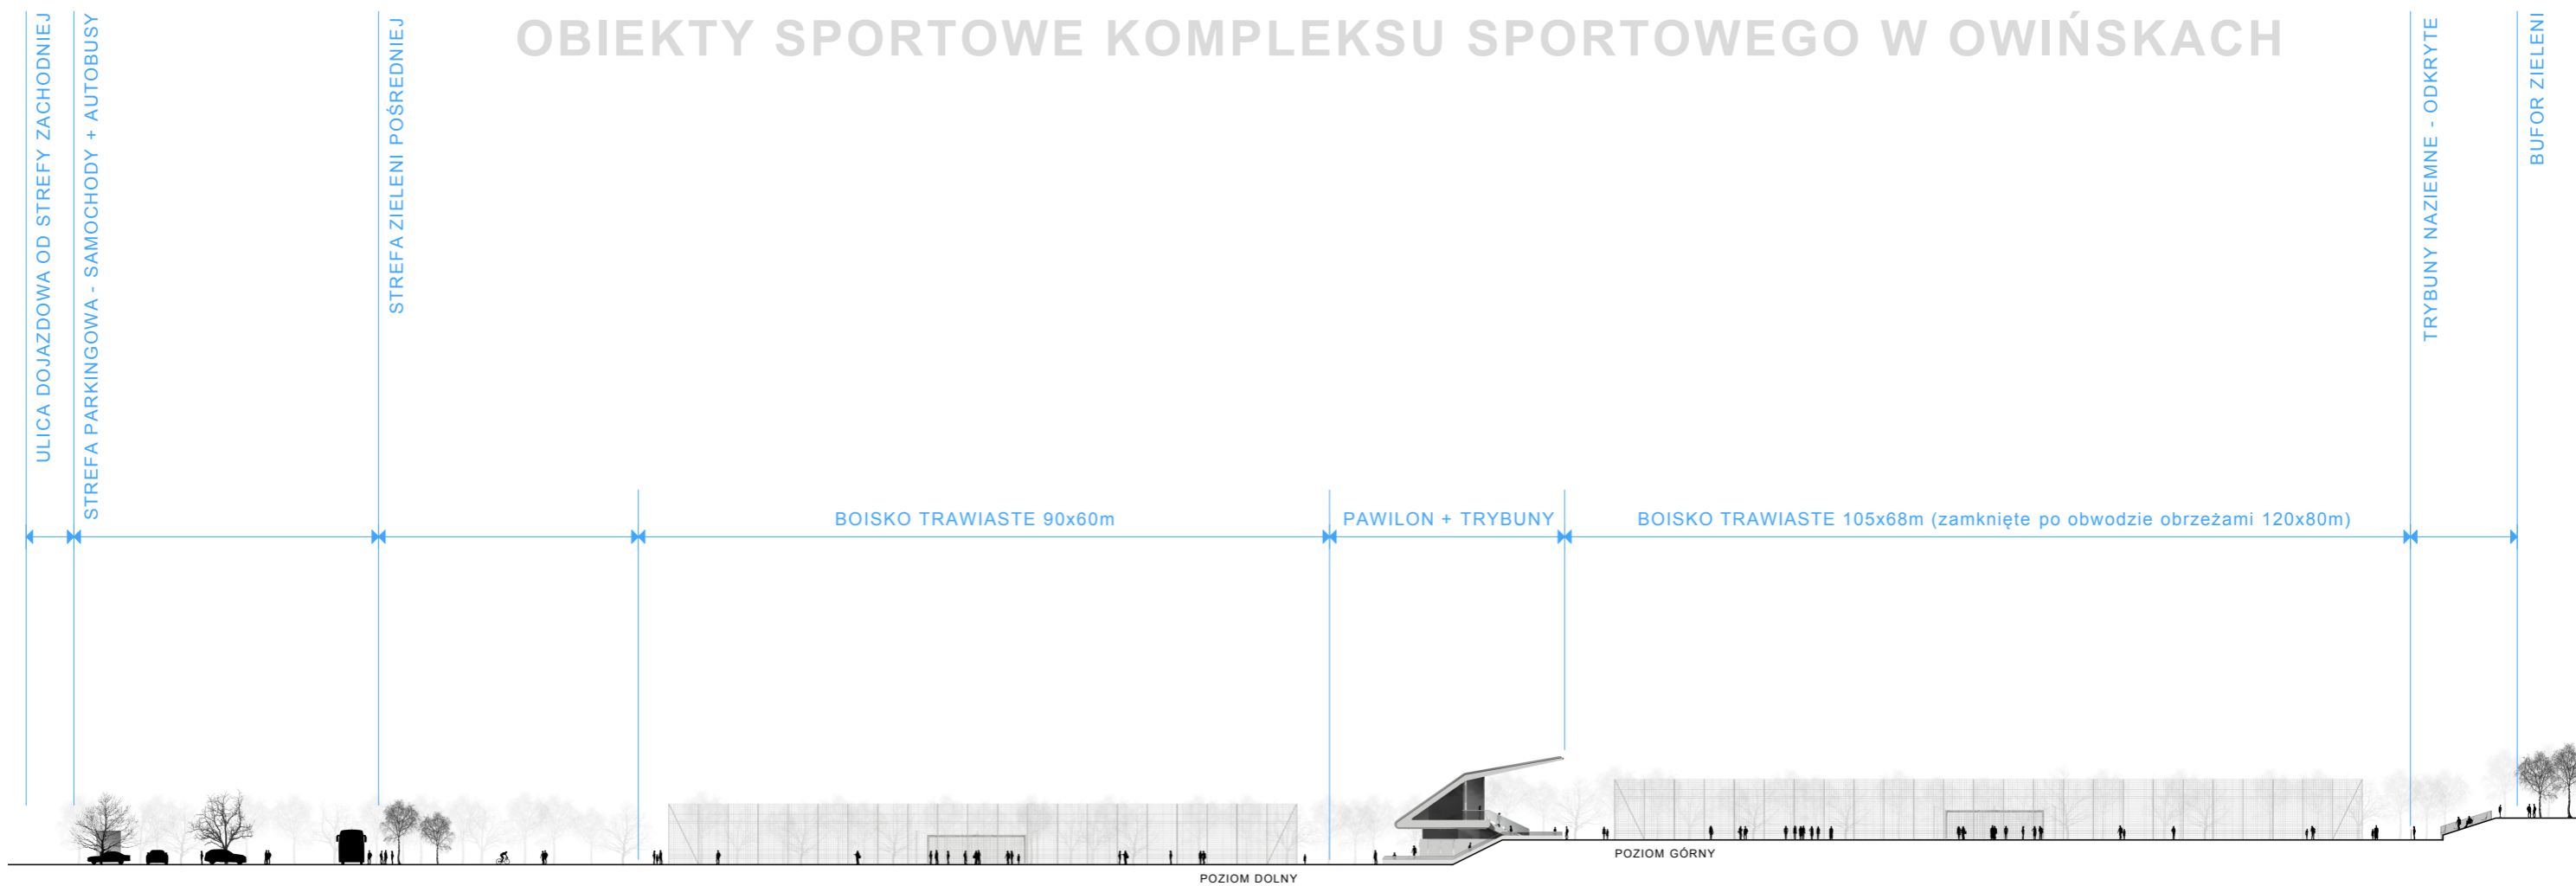 OBIEKTY SPORTOWE KOMPLEKSU SPORTOWEGO W OWIŃSKACH
ULICA DOJAZDOWA OD STREFY ZACHODNIEJ
STREFA PARKINGOWA - SAMOCHODY + AUTOBUSY
STREFA ZIELENI POŚREDNIEJ
TRYBUNY NAZIEMNE - ODKRYTE
BUFOR ZIELENI
BOISKO TRAWIASTE 90x60m
PAWILON + TRYBUNY
BOISKO TRAWIASTE 105x68m (zamknięte po obwodzie obrzeżami 120x80m)
POZIOM GÓRNY
POZIOM DOLNY